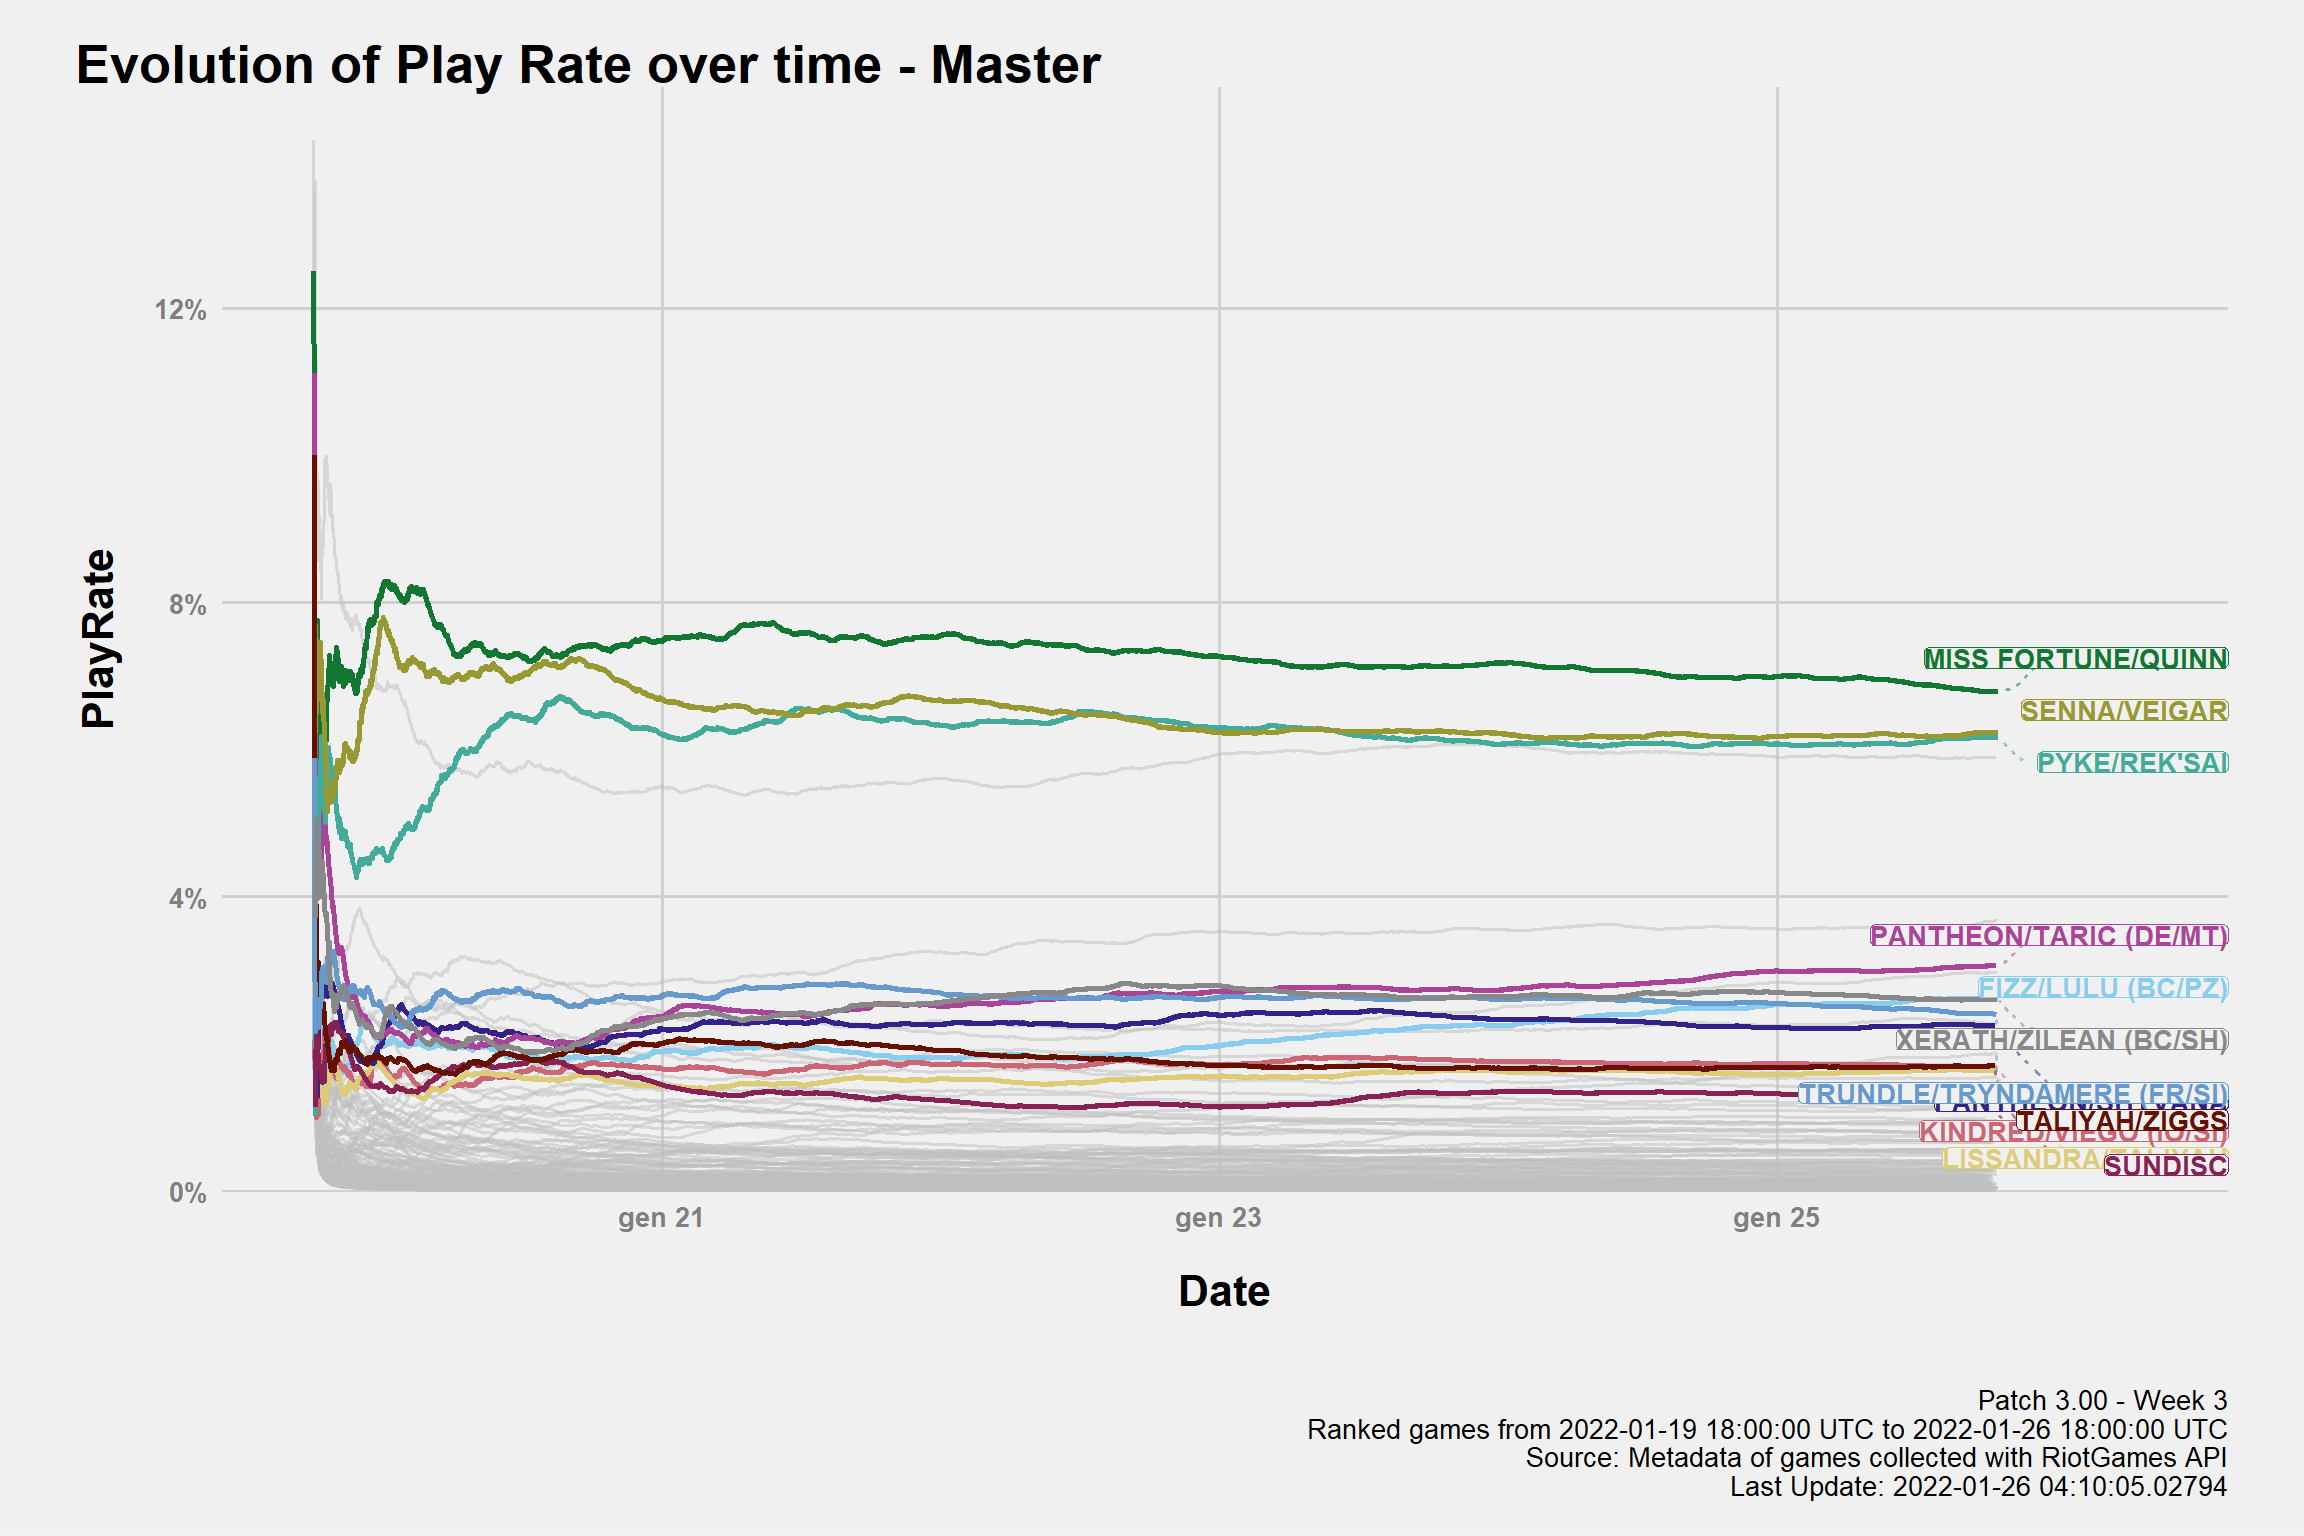 Evolution of Play Rate over time - Master
PlayRate
12%
8%
4%
0%
MISS FORTUNE/QUINN
SENNA/VEIGAR
PYKE/REK'SAI
PANTHEON/TARIC (DE/MT)
FIZZ/LULU (BC/PZ)
XERATH/ZILEAN (BC/SH)
TRUNDLE/TRYNDAMERE (FR/SI)
TALIYAH/ZIGGS
KINDRED/VIEGO (IO/SI)
LISSANDRA/TALIYAH
SUNDISC
gen 21
gen 23
gen 25
Date
Patch 3.00 - Week 3
Ranked games from 2022-01-19 18:00:00 UTC to 2022-01-26 18:00:00 UTC
Source: Metadata of games collected with RiotGames API
Last Update: 2022-01-26 04:10:05.02794